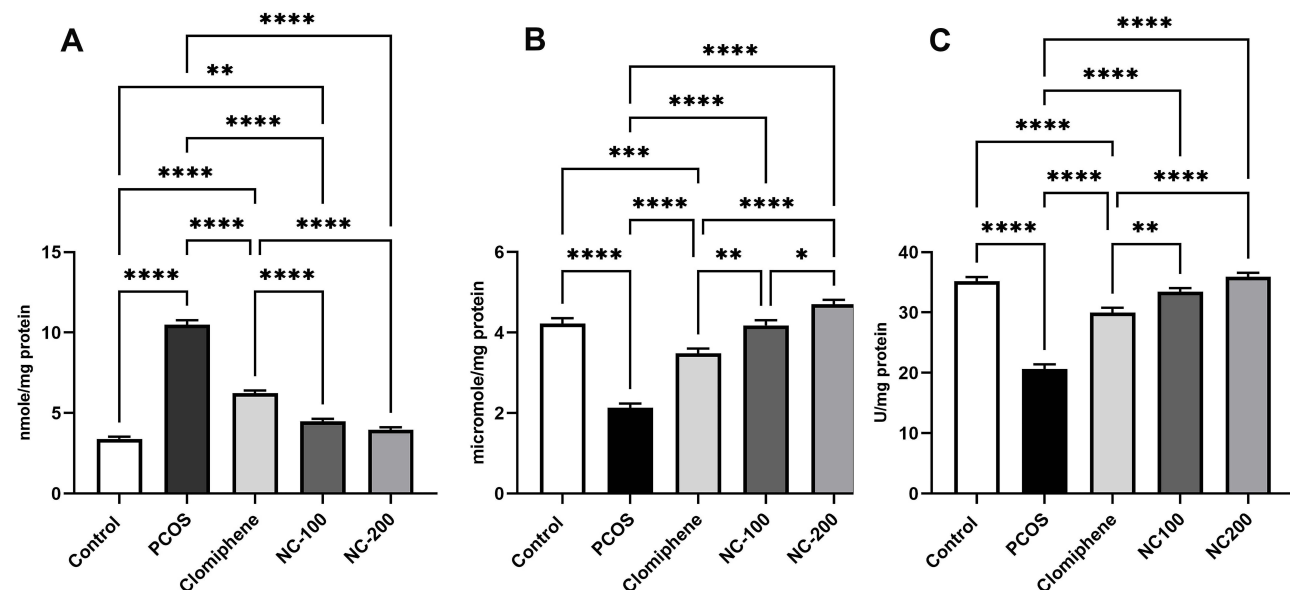 A
****
**
****
****
**** ****
**** ****
15
10
5
0
nmole/mg protein
Control
PCOS
Clomiphene
NC-100
NC-200
B
****
****
***
**** ****
**** ** *
6
4
2
0
micromole/mg protein
Control
PCOS
Clomiphene
NC-100
NC-200
C
****
****
****
**** ****
**** **
40
30
20
10
0
U/mg protein
Control
PCOS
Clomiphene
NC100
NC200